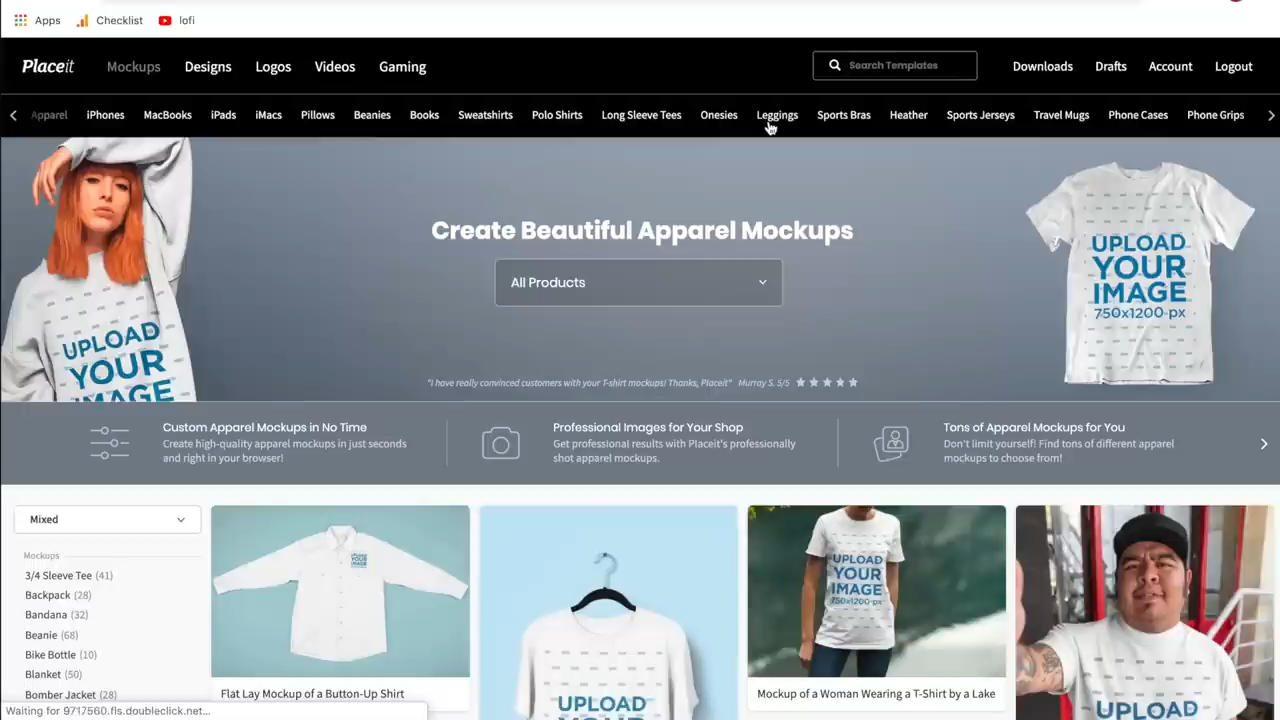 Apps Checklist lofi
Placeit Mockups Designs Logos Videos Gaming Search Templates Downloads Drafts Account Logout
Apparel iPhones MacBooks iPads iMacs Pillows Beanies Books Sweatshirts Polo Shirts Long Sleeve Tees Onesies Leggings Sports Bras Heather Sports Jerseys Travel Mugs Phone Cases Phone Grips
Create Beautiful Apparel Mockups
All Products
"I have really convinced customers with your T-shirt mockups! Thanks, Placeit" Murray S. 5/5
UPLOAD
YOUR
IMAGE
UPLOAD
YOUR
IMAGE
750x1200-px
Custom Apparel Mockups in No Time
Create high-quality apparel mockups in just seconds
and right in your browser!
Professional Images for Your Shop
Get professional results with Placeit's professionally
shot apparel mockups.
Tons of Apparel Mockups for You
Don't limit yourself! Find tons of different apparel
mockups to choose from!
Mixed
Mockups
3/4 Sleeve Tee (41)
Backpack (28)
Bandana (32)
Beanie (68)
Bike Bottle (10)
Blanket (50)
Bomber Jacket (28)
UPLOAD
YOUR
IMAGE
Flat Lay Mockup of a Button-Up Shirt
UPLOAD
UPLOAD
YOUR
IMAGE
750x1200-px
Mockup of a Woman Wearing a T-Shirt by a Lake
UPLOAD
Waiting for 9717560.fls.doubleclick.net...